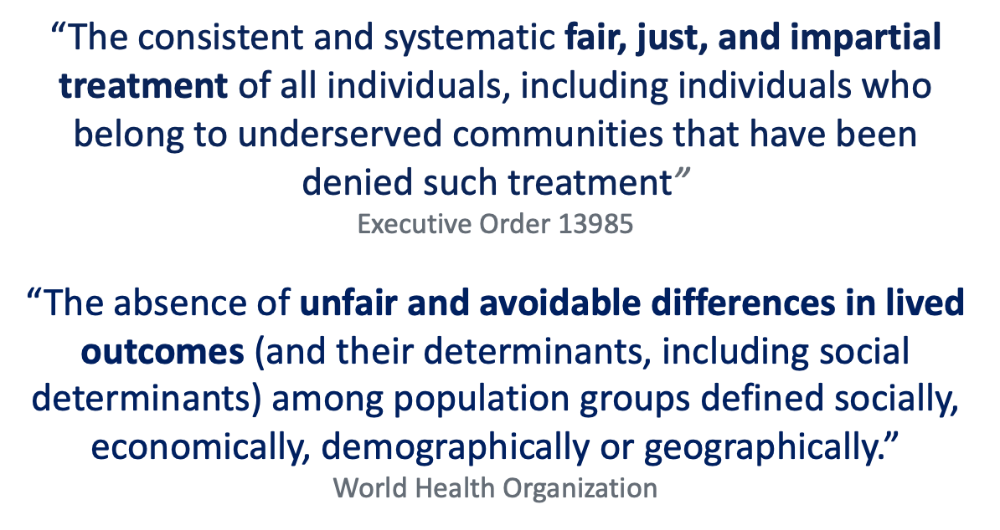 “The consistent and systematic fair, just, and impartial
treatment of all individuals, including individuals who
belong to underserved communities that have been
denied such treatment”
Executive Order 13985
“The absence of unfair and avoidable differences in lived
outcomes (and their determinants, including social
determinants) among population groups defined socially,
economically, demographically or geographically.”
World Health Organization